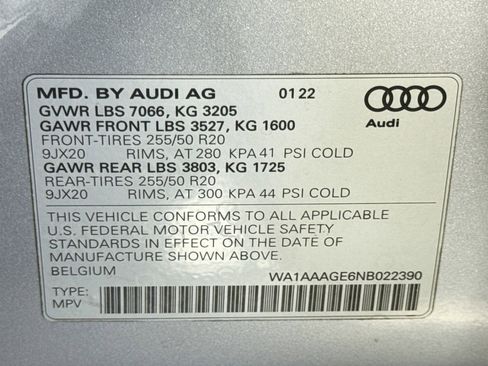 MFD. BY AUDI AG 01 22
GVWR LBS 7066, KG 3205
GAWR FRONT LBS 3527, KG 1600
FRONT-TIRES 255/50 R20
9JX20 RIMS, AT 280 KPA 41 PSI COLD
GAWR REAR LBS 3803, KG 1725
REAR-TIRES 255/50 R20
9JX20 RIMS, AT 300 KPA 44 PSI COLD
Audi
THIS VEHICLE CONFORMS TO ALL APPLICABLE
U.S. FEDERAL MOTOR VEHICLE SAFETY
STANDARDS IN EFFECT ON THE DATE OF
MANUFACTURE SHOWN ABOVE.
BELGIUM WA1AAAGE6NB022390
TYPE:
MPV